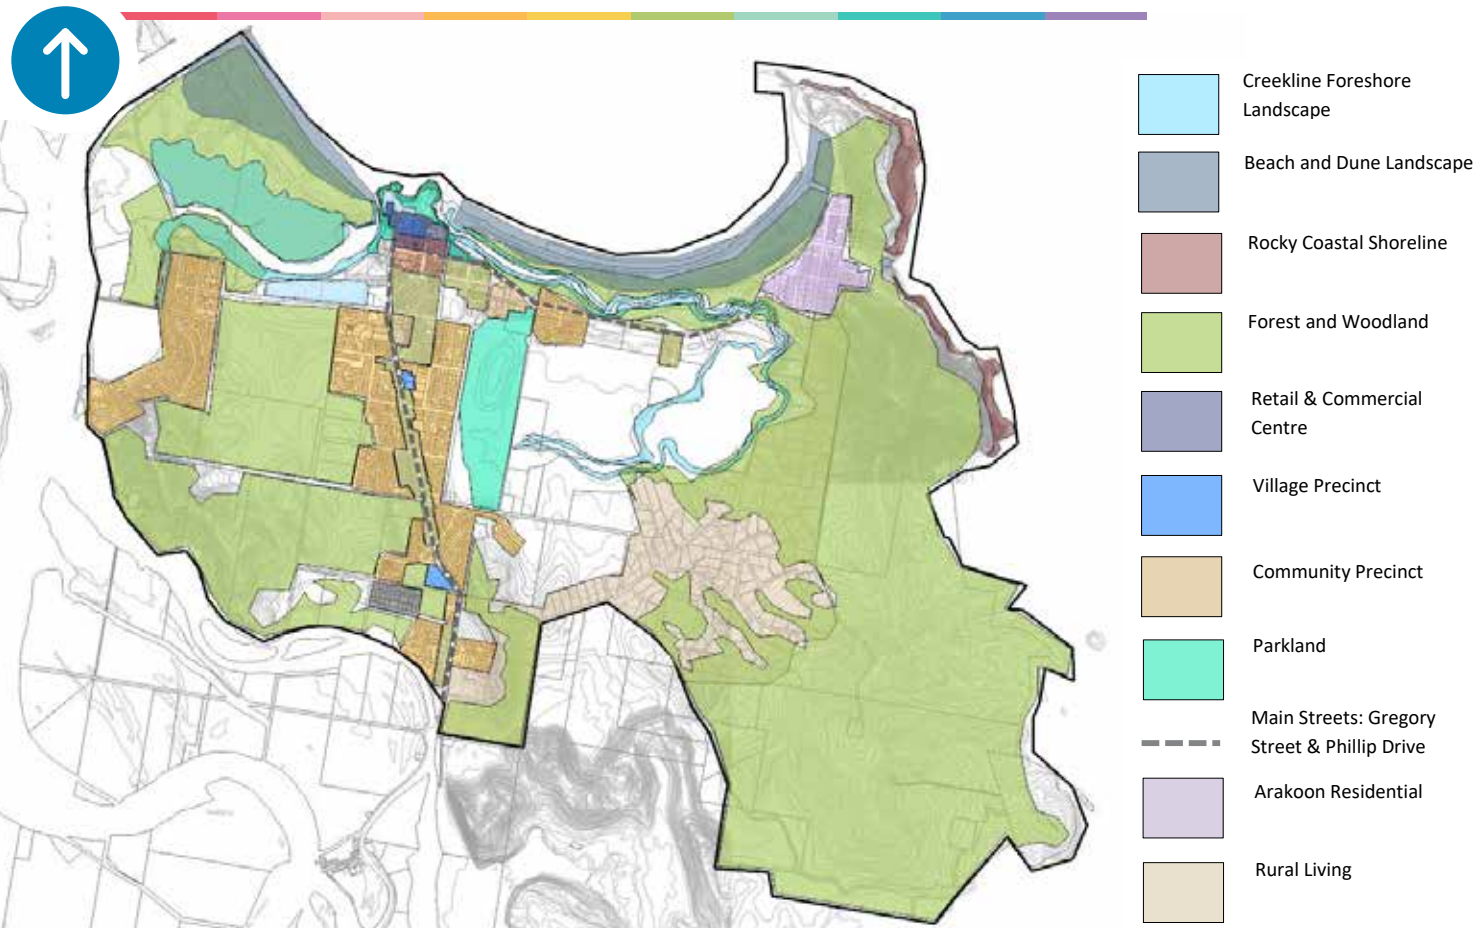 Creekline Foreshore
Landscape
Beach and Dune Landscape
Rocky Coastal Shoreline
Forest and Woodland
Retail & Commercial
Centre
Village Precinct
Community Precinct
Parkland
Main Streets: Gregory
Street & Phillip Drive
Arakoon Residential
Rural Living